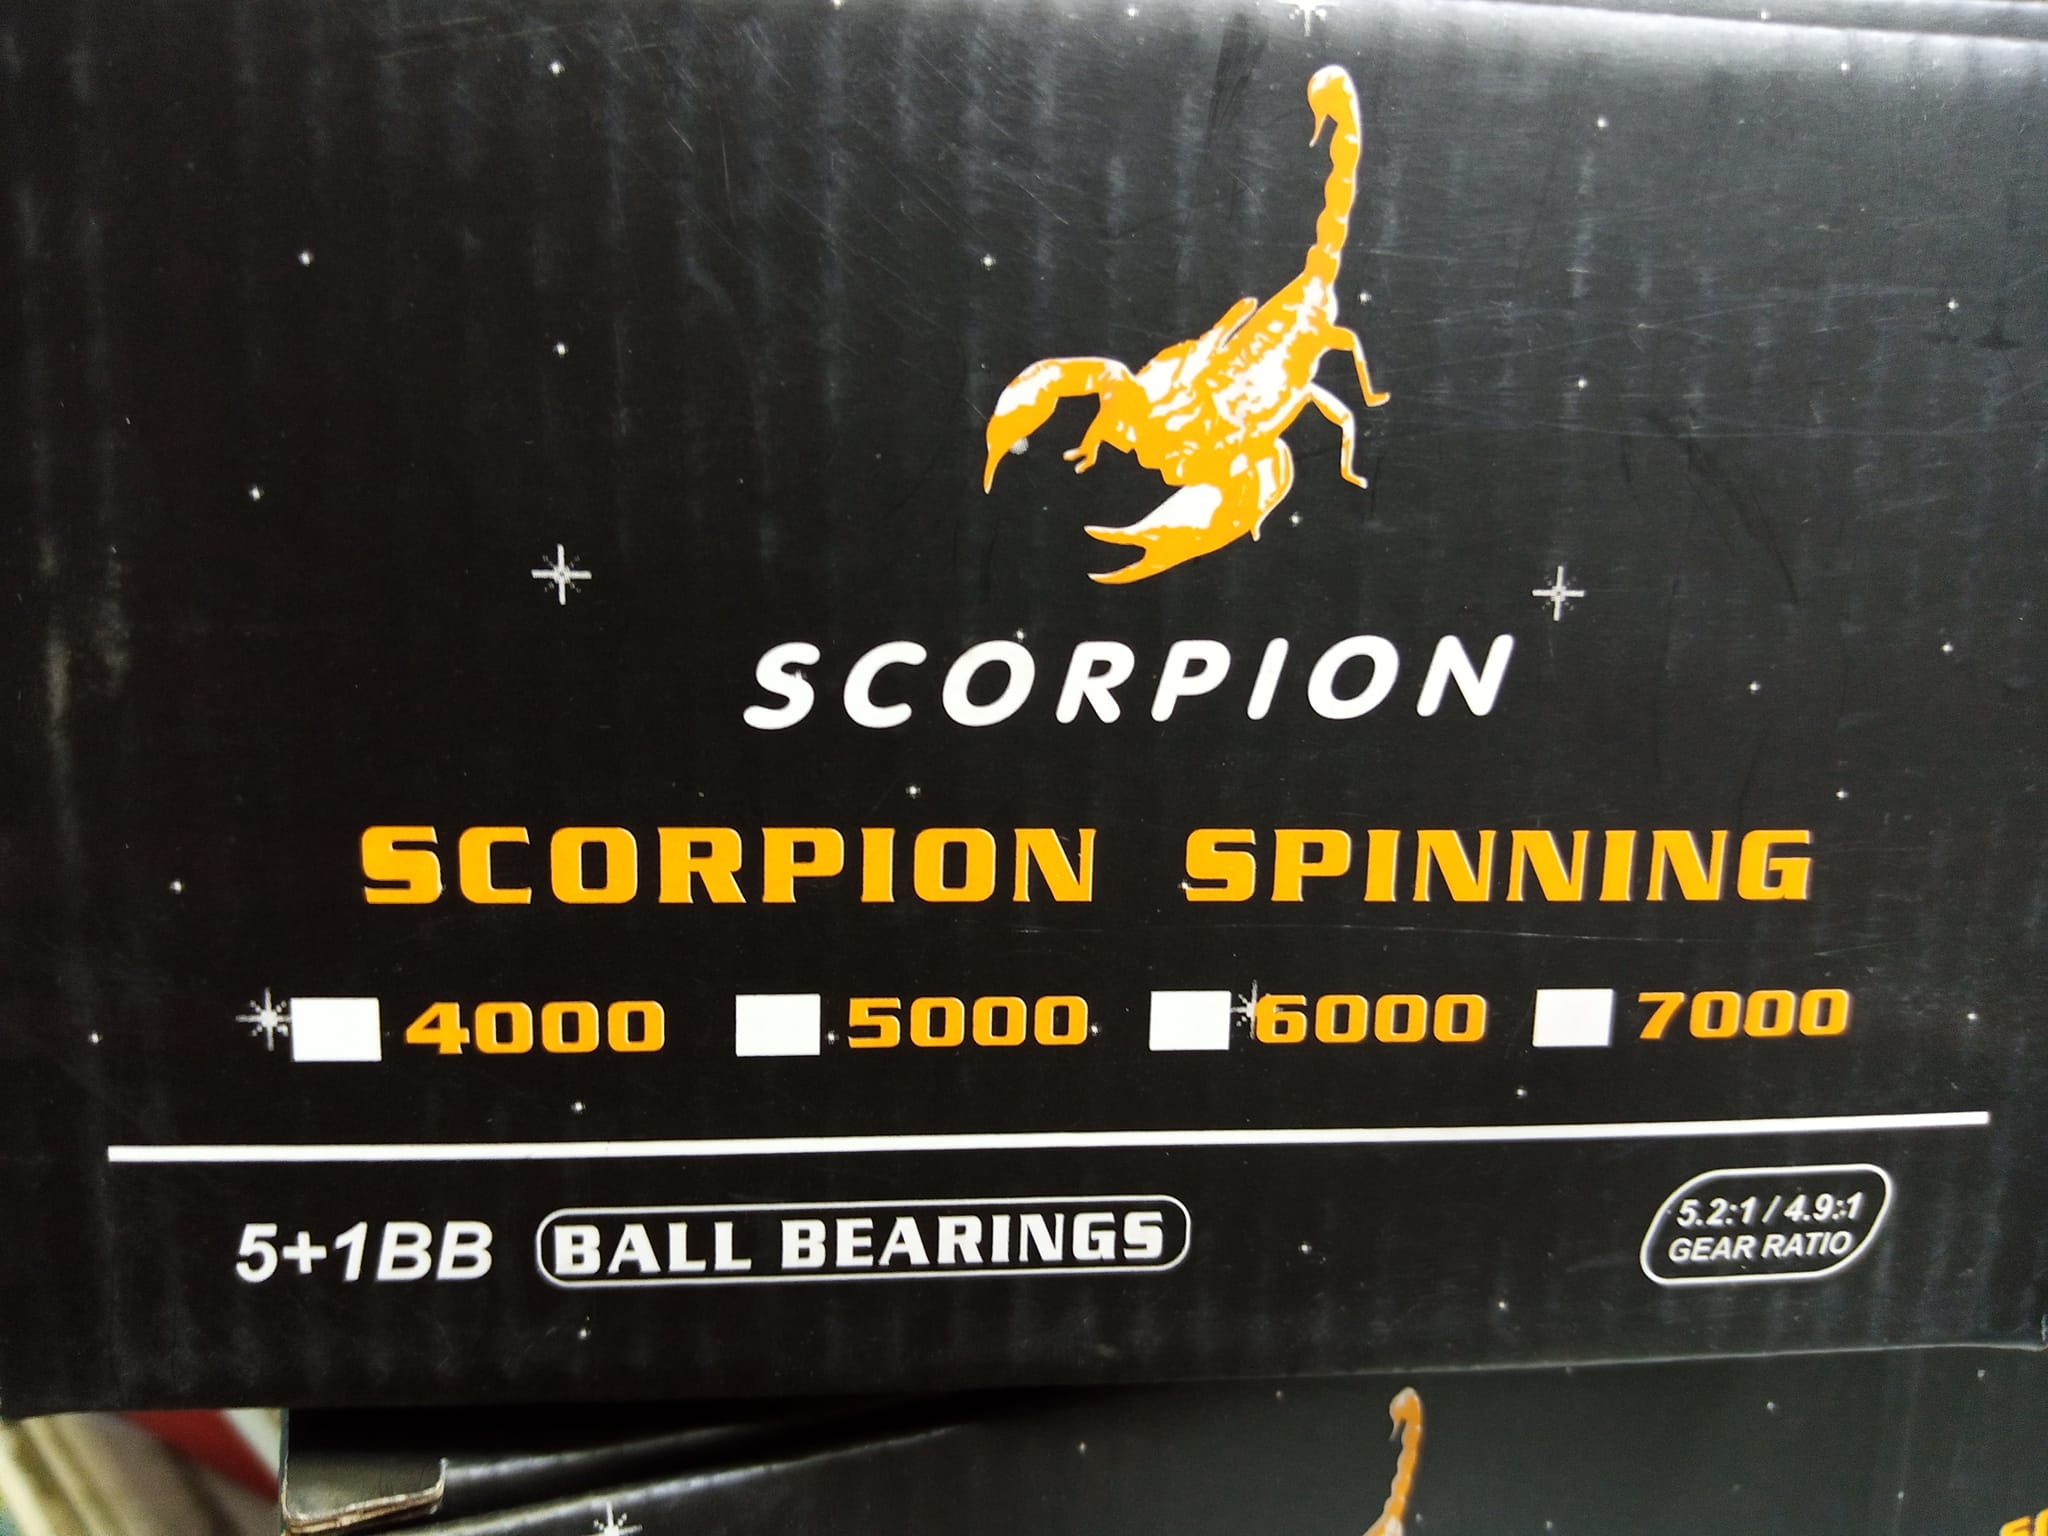 SCORPION
SCORPION SPINNING
4000 5000 6000 7000
5+1BB BALL BEARINGS
5.2:1 / 4.9:1
GEAR RATIO